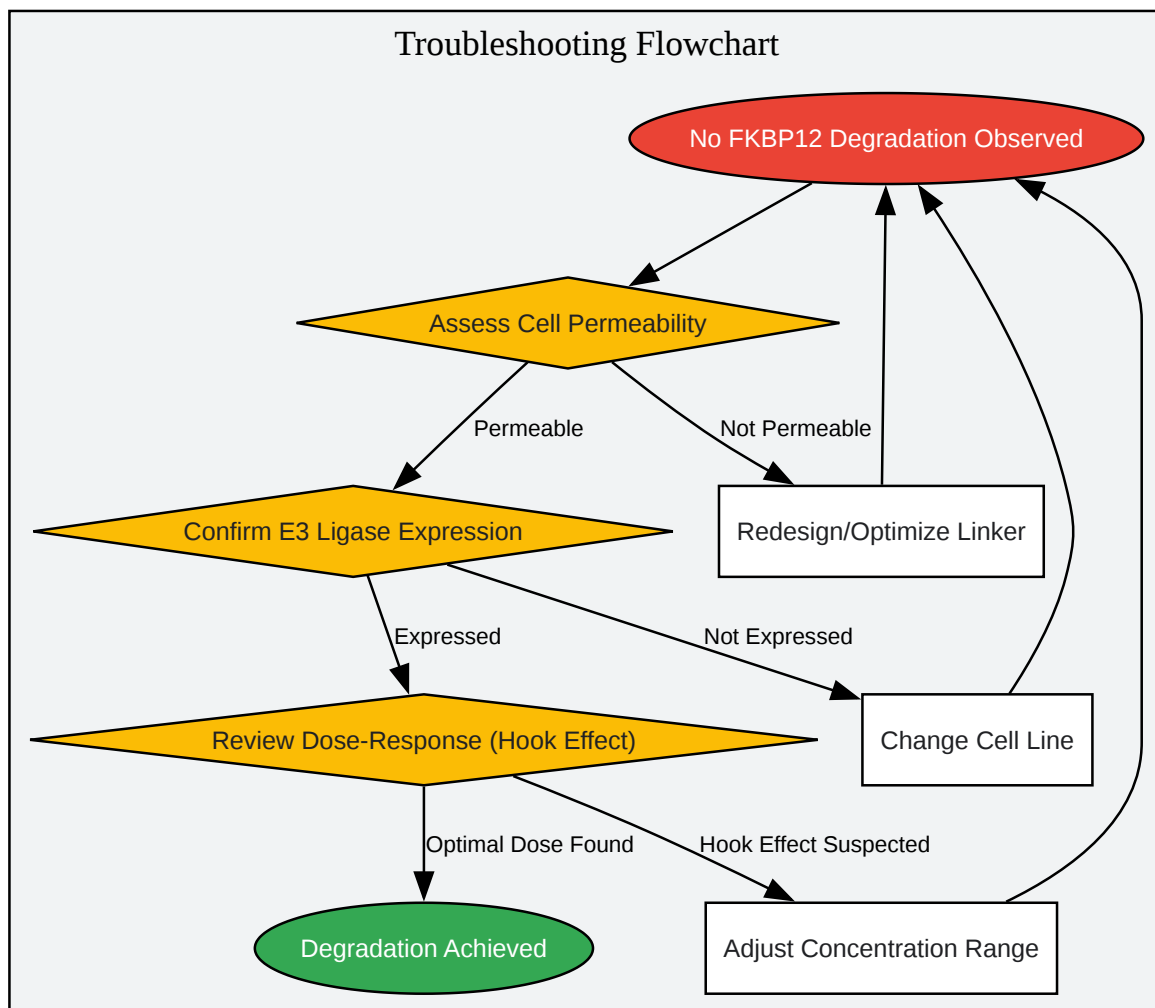 Troubleshooting Flowchart
No FKBP12 Degradation Observed
Assess Cell Permeability
Permeable
Not Permeable
Confirm E3 Ligase Expression
Redesign/Optimize Linker
Expressed
Not Expressed
Review Dose-Response (Hook Effect)
Change Cell Line
Optimal Dose Found
Hook Effect Suspected
Degradation Achieved
Adjust Concentration Range